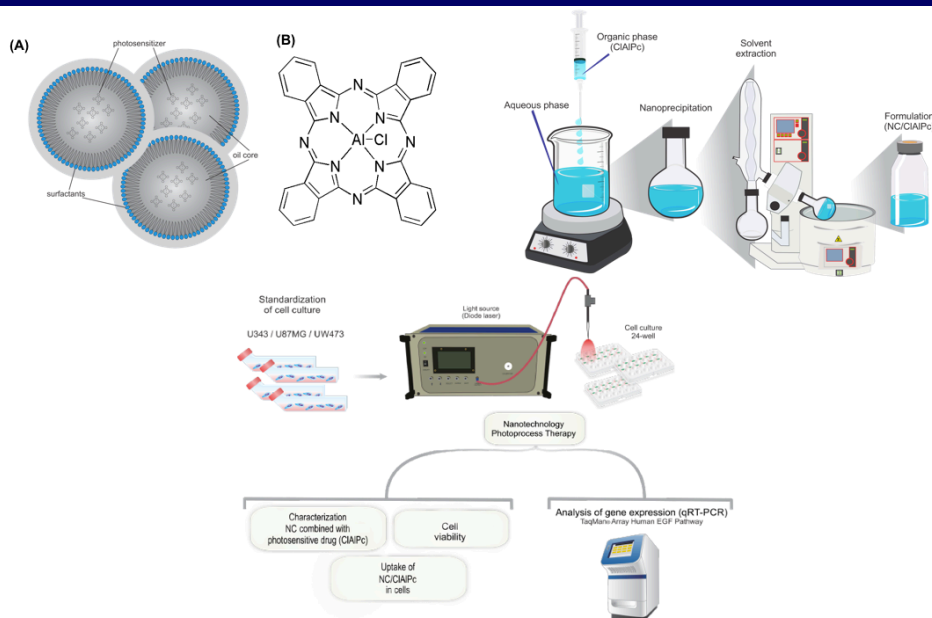 (A)
photosensitizer
oil core
surfactants
(B)
N
N
N
N
Al
Cl
N
N
N
N
Organic phase
(ClAlPc)
Aqueous phase
Nanoprecipitation
Solvent
extraction
Formulation
(NC/ClAlPc
Standardization
of cell culture
U343 / U87MG / UW473
Light source
(Diode laser)
Cell culture
24-well
Nanotechnology
Photoprocess Therapy
Characterization
NC combined with
photosensitive drug (ClAlPc)
Cell
viability
Uptake of
NC/ClAlPc
in cells
Analysis of gene expression (qRT-PCR)
TaqMan Array Human EGF Pathway